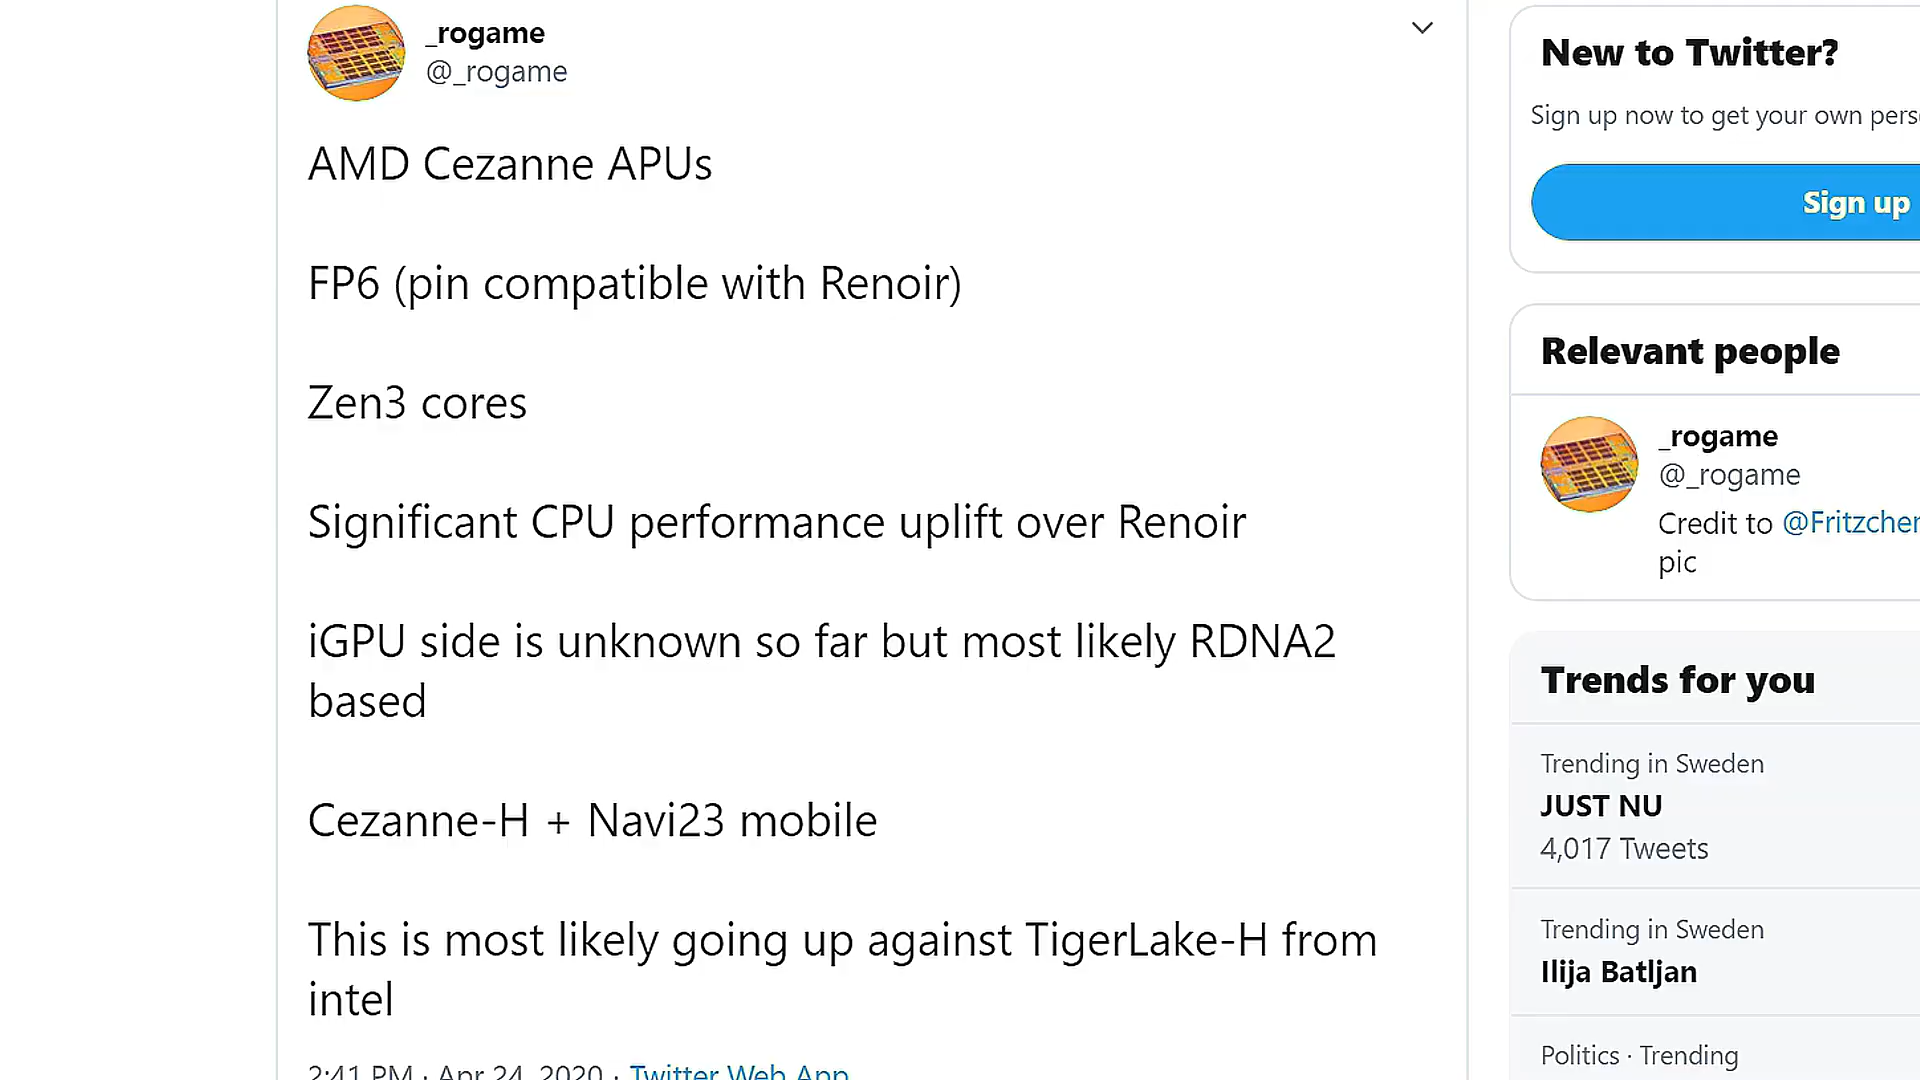 _rogame
@_rogame
AMD Cezanne APUs
FP6 (pin compatible with Renoir)
Zen3 cores
Significant CPU performance uplift over Renoir
iGPU side is unknown so far but most likely RDNA2
based
Cezanne-H + Navi23 mobile
This is most likely going up against TigerLake-H from
intel
2:41 PM · Apr 24, 2020 · Twitter Web App
New to Twitter?
Sign up now to get your own pers
Sign up
Relevant people
_rogame
@_rogame
Credit to @Fritzchen
pic
Trends for you
Trending in Sweden
JUST NU
4,017 Tweets
Trending in Sweden
Ilija Batljan
Politics · Trending